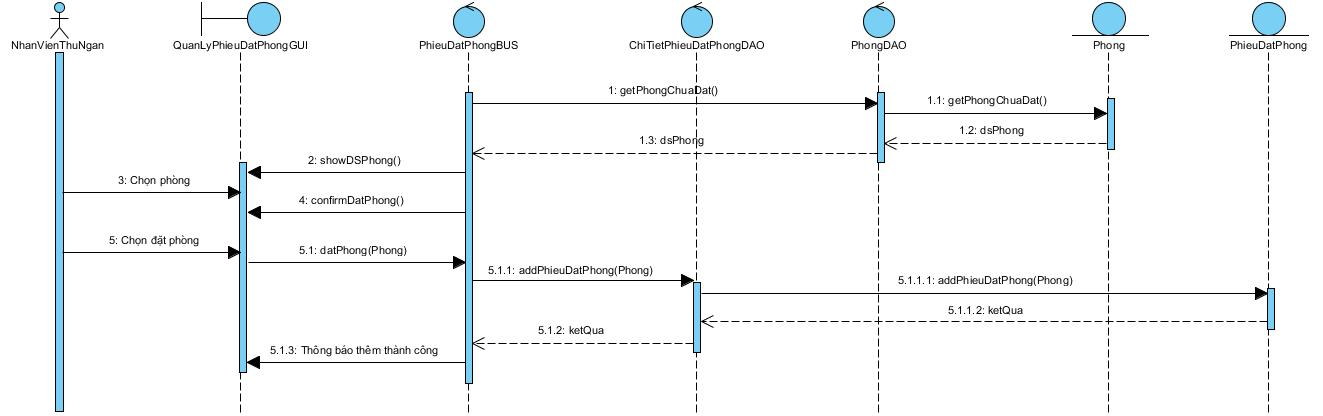 NhanVienThuNgan
QuanLyPhieuDatPhongGUI
PhieuDatPhongBUS
ChiTietPhieuDatPhongDAO
PhongDAO
Phong
PhieuDatPhong
1: getPhongChuaDat()
1.1: getPhongChuaDat()
1.2: dsPhong
1.3: dsPhong
2: showDSPhong()
3: Chọn phòng
4: confirmDatPhong()
5: Chọn đặt phòng
5.1: datPhong(Phong)
5.1.1: addPhieuDatPhong(Phong)
5.1.1.1: addPhieuDatPhong(Phong)
5.1.1.2: ketQua
5.1.2: ketQua
5.1.3: Thông báo thêm thành công